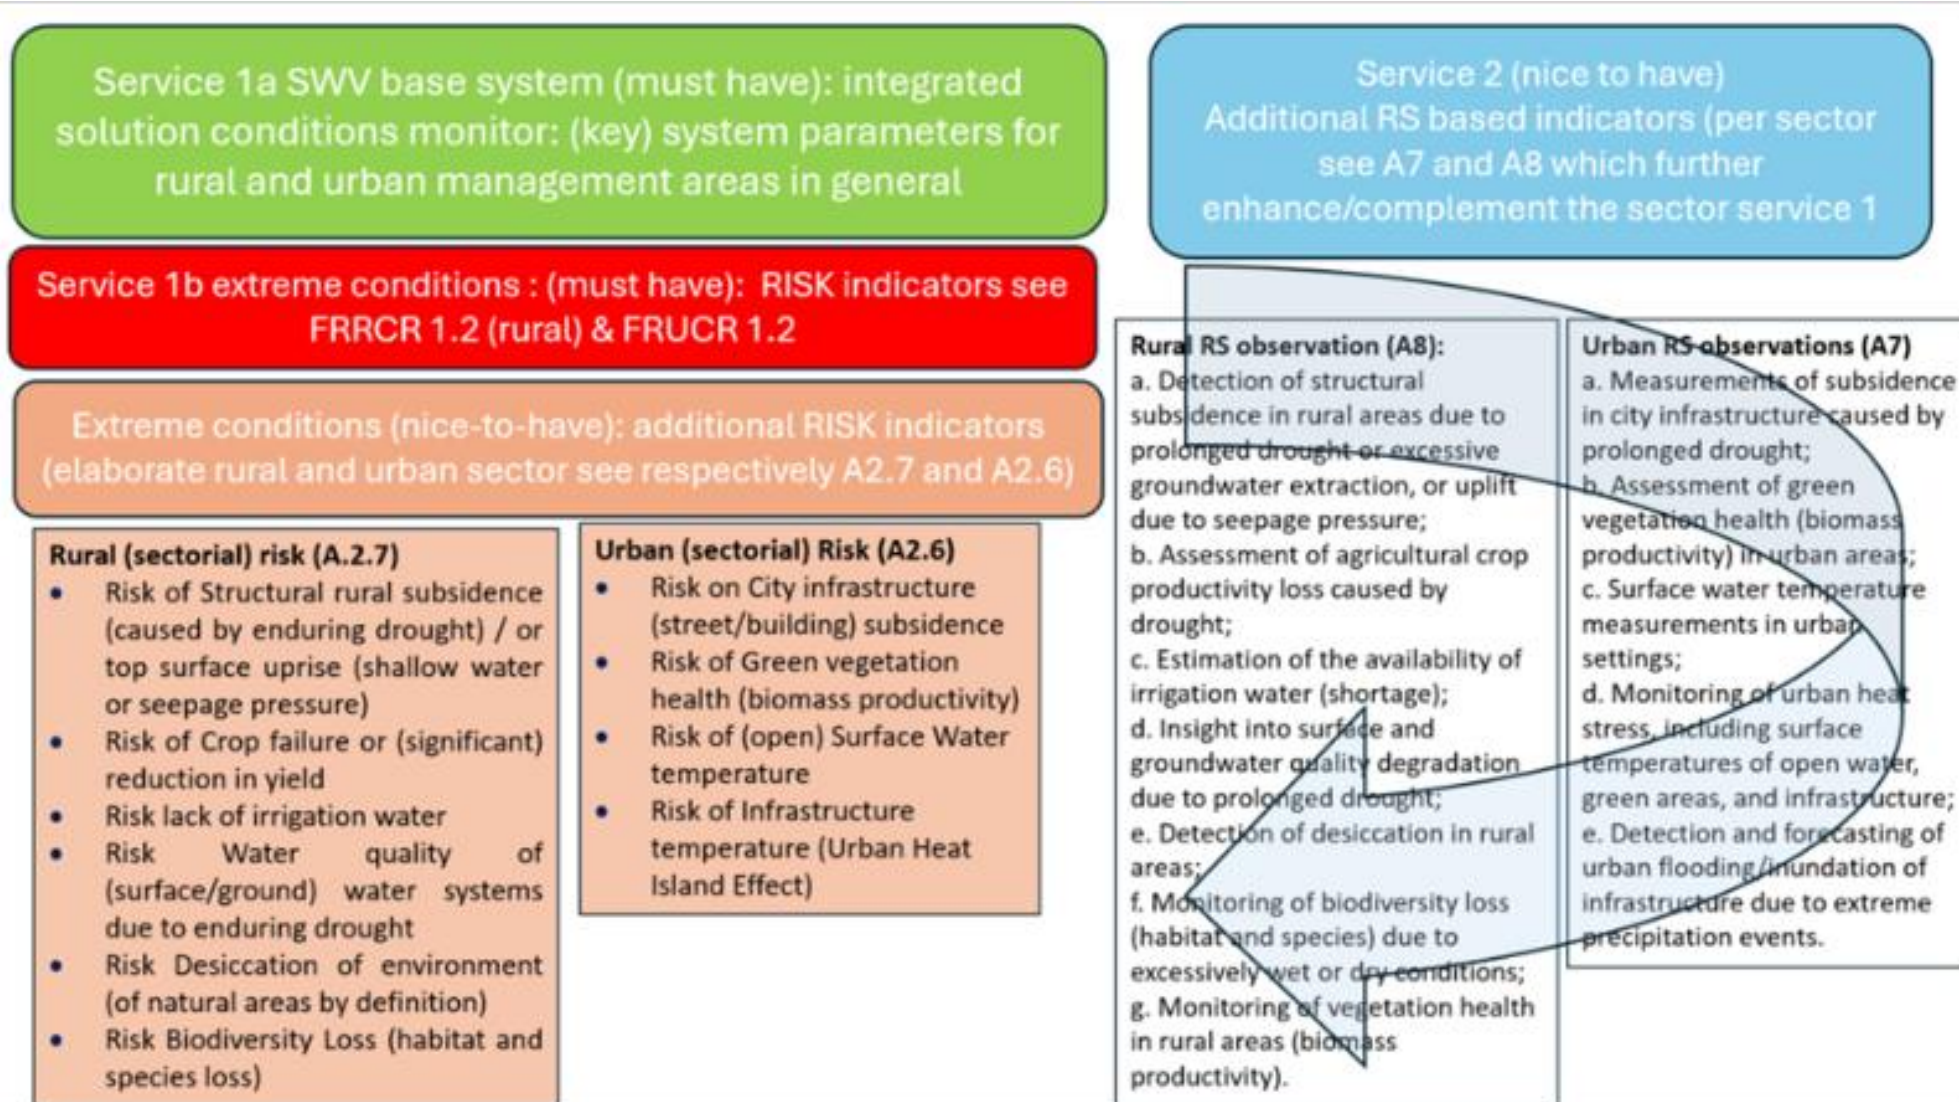 Service 1a SWV base system (must have): integrated
solution conditions monitor: (key) system parameters for
rural and urban management areas in general
Service 1b extreme conditions : (must have): RISK indicators see
FRRCR 1.2 (rural) & FRUCR 1.2
Extreme conditions (nice-to-have): additional RISK indicators
(elaborate rural and urban sector see respectively A2.7 and A2.6)
Rural (sectorial) risk (A.2.7)
• Risk of Structural rural subsidence
(caused by enduring drought) / or
top surface uprise (shallow water
or seepage pressure)
• Risk of Crop failure or (significant)
reduction in yield
• Risk lack of irrigation water
• Risk Water quality of
(surface/ground) water systems
due to enduring drought
• Risk Desiccation of environment
(of natural areas by definition)
• Risk Biodiversity Loss (habitat and
species loss)
Urban (sectorial) Risk (A2.6)
• Risk on City infrastructure
(street/building) subsidence
• Risk of Green vegetation
health (biomass productivity)
• Risk of (open) Surface Water
temperature
• Risk of Infrastructure
temperature (Urban Heat
Island Effect)
Service 2 (nice to have)
Additional RS based indicators (per sector
see A7 and A8 which further
enhance/complement the sector service 1
Rural RS observation (A8):
a. Detection of structural
subsidence in rural areas due to
prolonged drought or excessive
groundwater extraction, or uplift
due to seepage pressure;
b. Assessment of agricultural crop
productivity loss caused by
drought;
c. Estimation of the availability of
irrigation water (shortage);
d. Insight into surface and
groundwater quality degradation
due to prolonged drought;
e. Detection of desiccation in rural
areas;
f. Monitoring of biodiversity loss
(habitat and species) due to
excessively wet or dry conditions;
g. Monitoring of vegetation health
in rural areas (biomass
productivity).
Urban RS observations (A7)
a. Measurements of subsidence
in city infrastructure caused by
prolonged drought;
b. Assessment of green
vegetation health (biomass
productivity) in urban areas;
c. Surface water temperature
measurements in urban
settings;
d. Monitoring of urban heat
stress, including surface
temperatures of open water,
green areas, and infrastructure;
e. Detection and forecasting of
urban flooding/inundation of
infrastructure due to extreme
precipitation events.